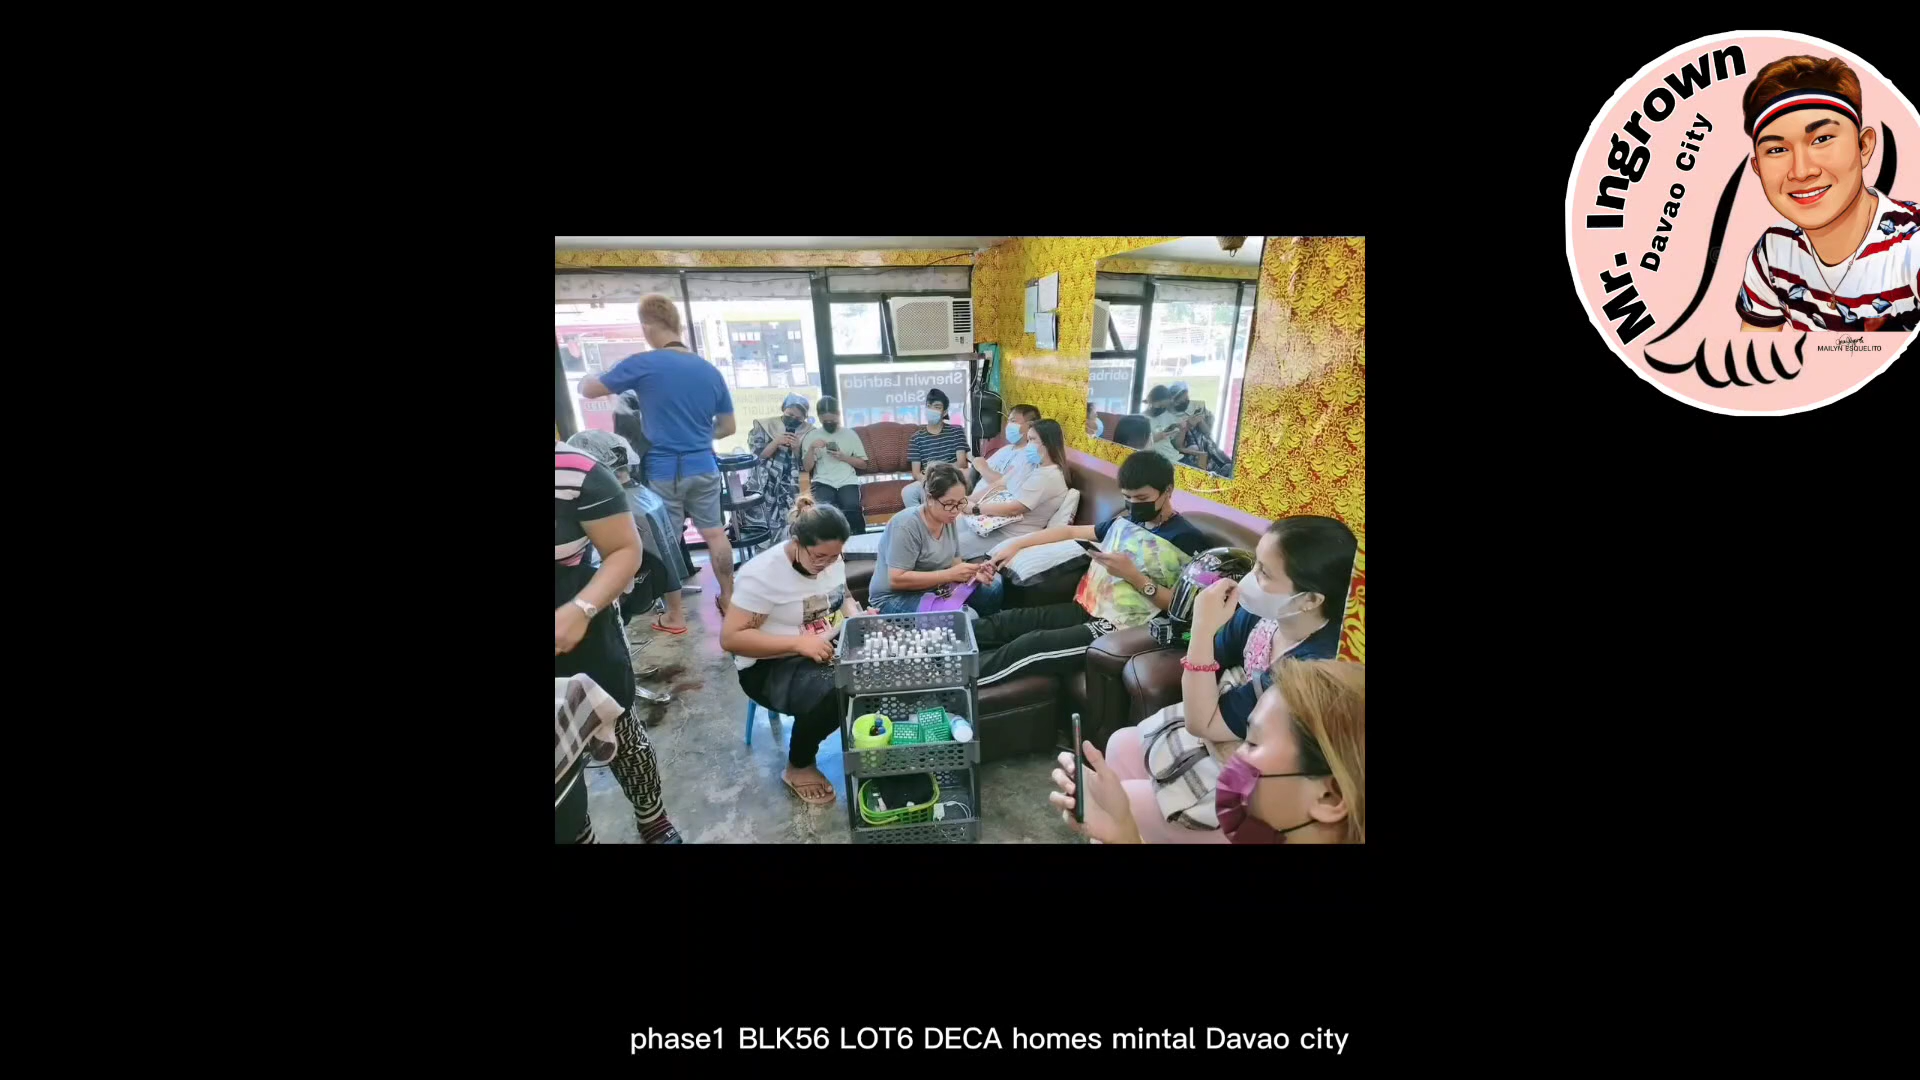 Mr. Ingrown
Davao City
MAILYN ESQUELITO
Sherwin Ladrido
Salon
phase1 BLK56 LOT6 DECA homes mintal Davao city